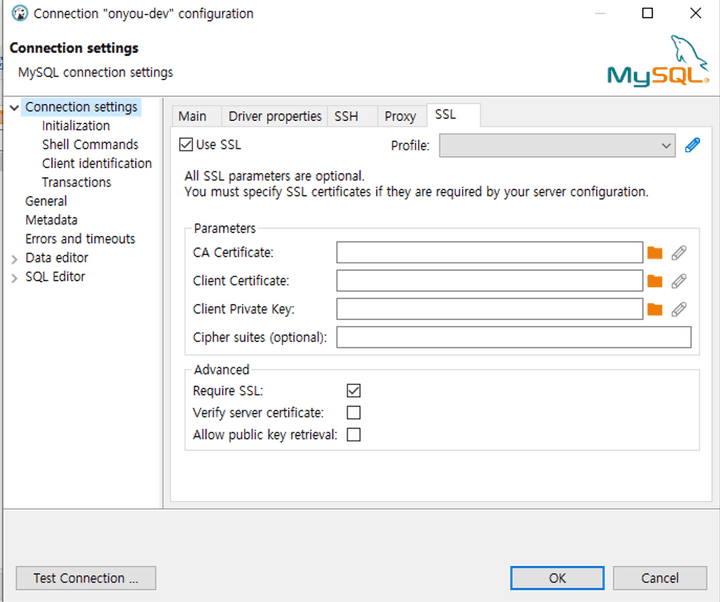 Connection "onyou-dev" configuration
Connection settings
MySQL connection settings
MySQL
Connection settings
Initialization
Shell Commands
Client identification
Transactions
General
Metadata
Errors and timeouts
Data editor
SQL Editor
Main Driver properties SSH Proxy SSL
Use SSL Profile:
All SSL parameters are optional.
You must specify SSL certificates if they are required by your server configuration.
Parameters
CA Certificate:
Client Certificate:
Client Private Key:
Cipher suites (optional):
Advanced
Require SSL:
Verify server certificate:
Allow public key retrieval:
Test Connection ... OK Cancel